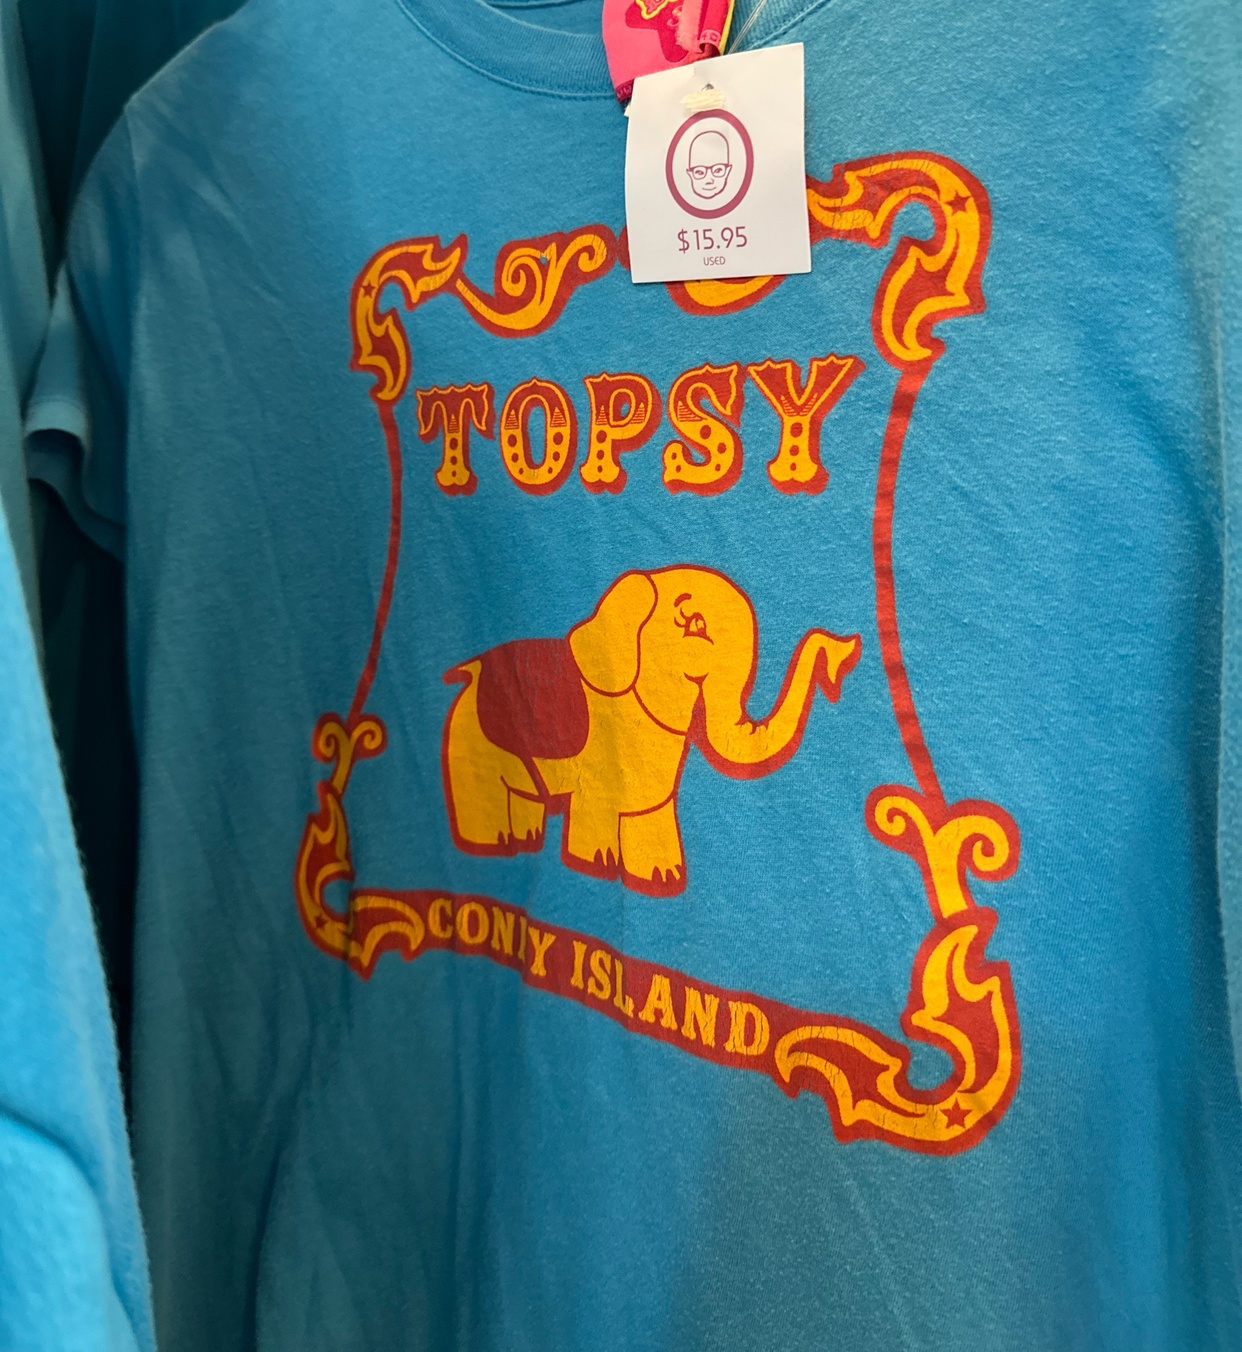 $15.95
USED
TOPSY
CONEY ISLAND